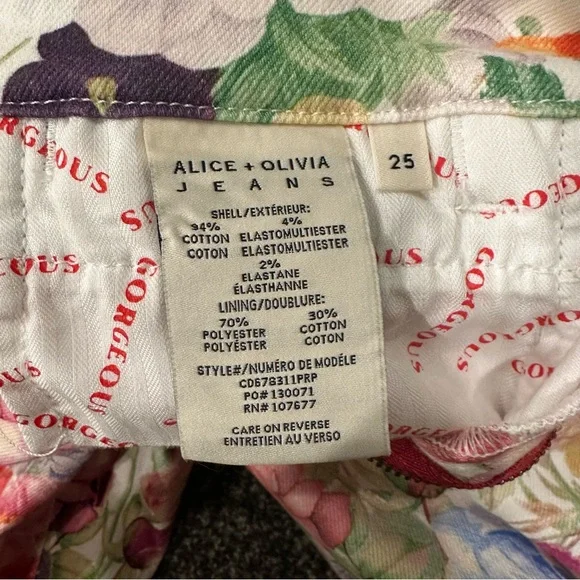 ALICE + OLIVIA
JEANS
25
SHELL/EXTÉRIEUR:
94% 4%
COTTON ELASTOMULTIESTER
COTON ELASTOMULTIESTER
2%
ELASTANE
ÉLASTHANNE
LINING/DOUBLURE:
70% 30%
POLYESTER COTTON
POLYÉSTER COTON
STYLE#/NUMÉRO DE MODÉLE
CD678311PRP
PO# 130071
RN# 107677
CARE ON REVERSE
ENTRETIEN AU VERSO
GORGEOUS
GORGEOUS
GORGEOUS
GORGEOUS
GORGEOUS